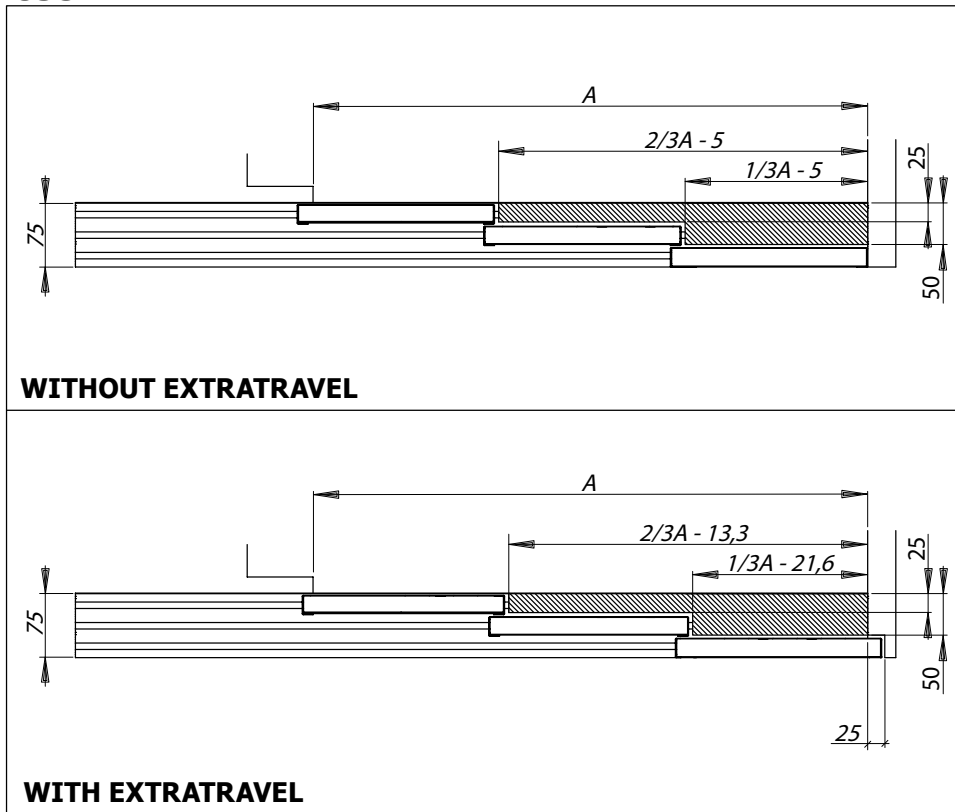 A
2/3A - 5
1/3A - 5
25
75
50
WITHOUT EXTRATRAVEL
A
2/3A - 13,3
1/3A - 21,6
25
75
50
25
WITH EXTRATRAVEL